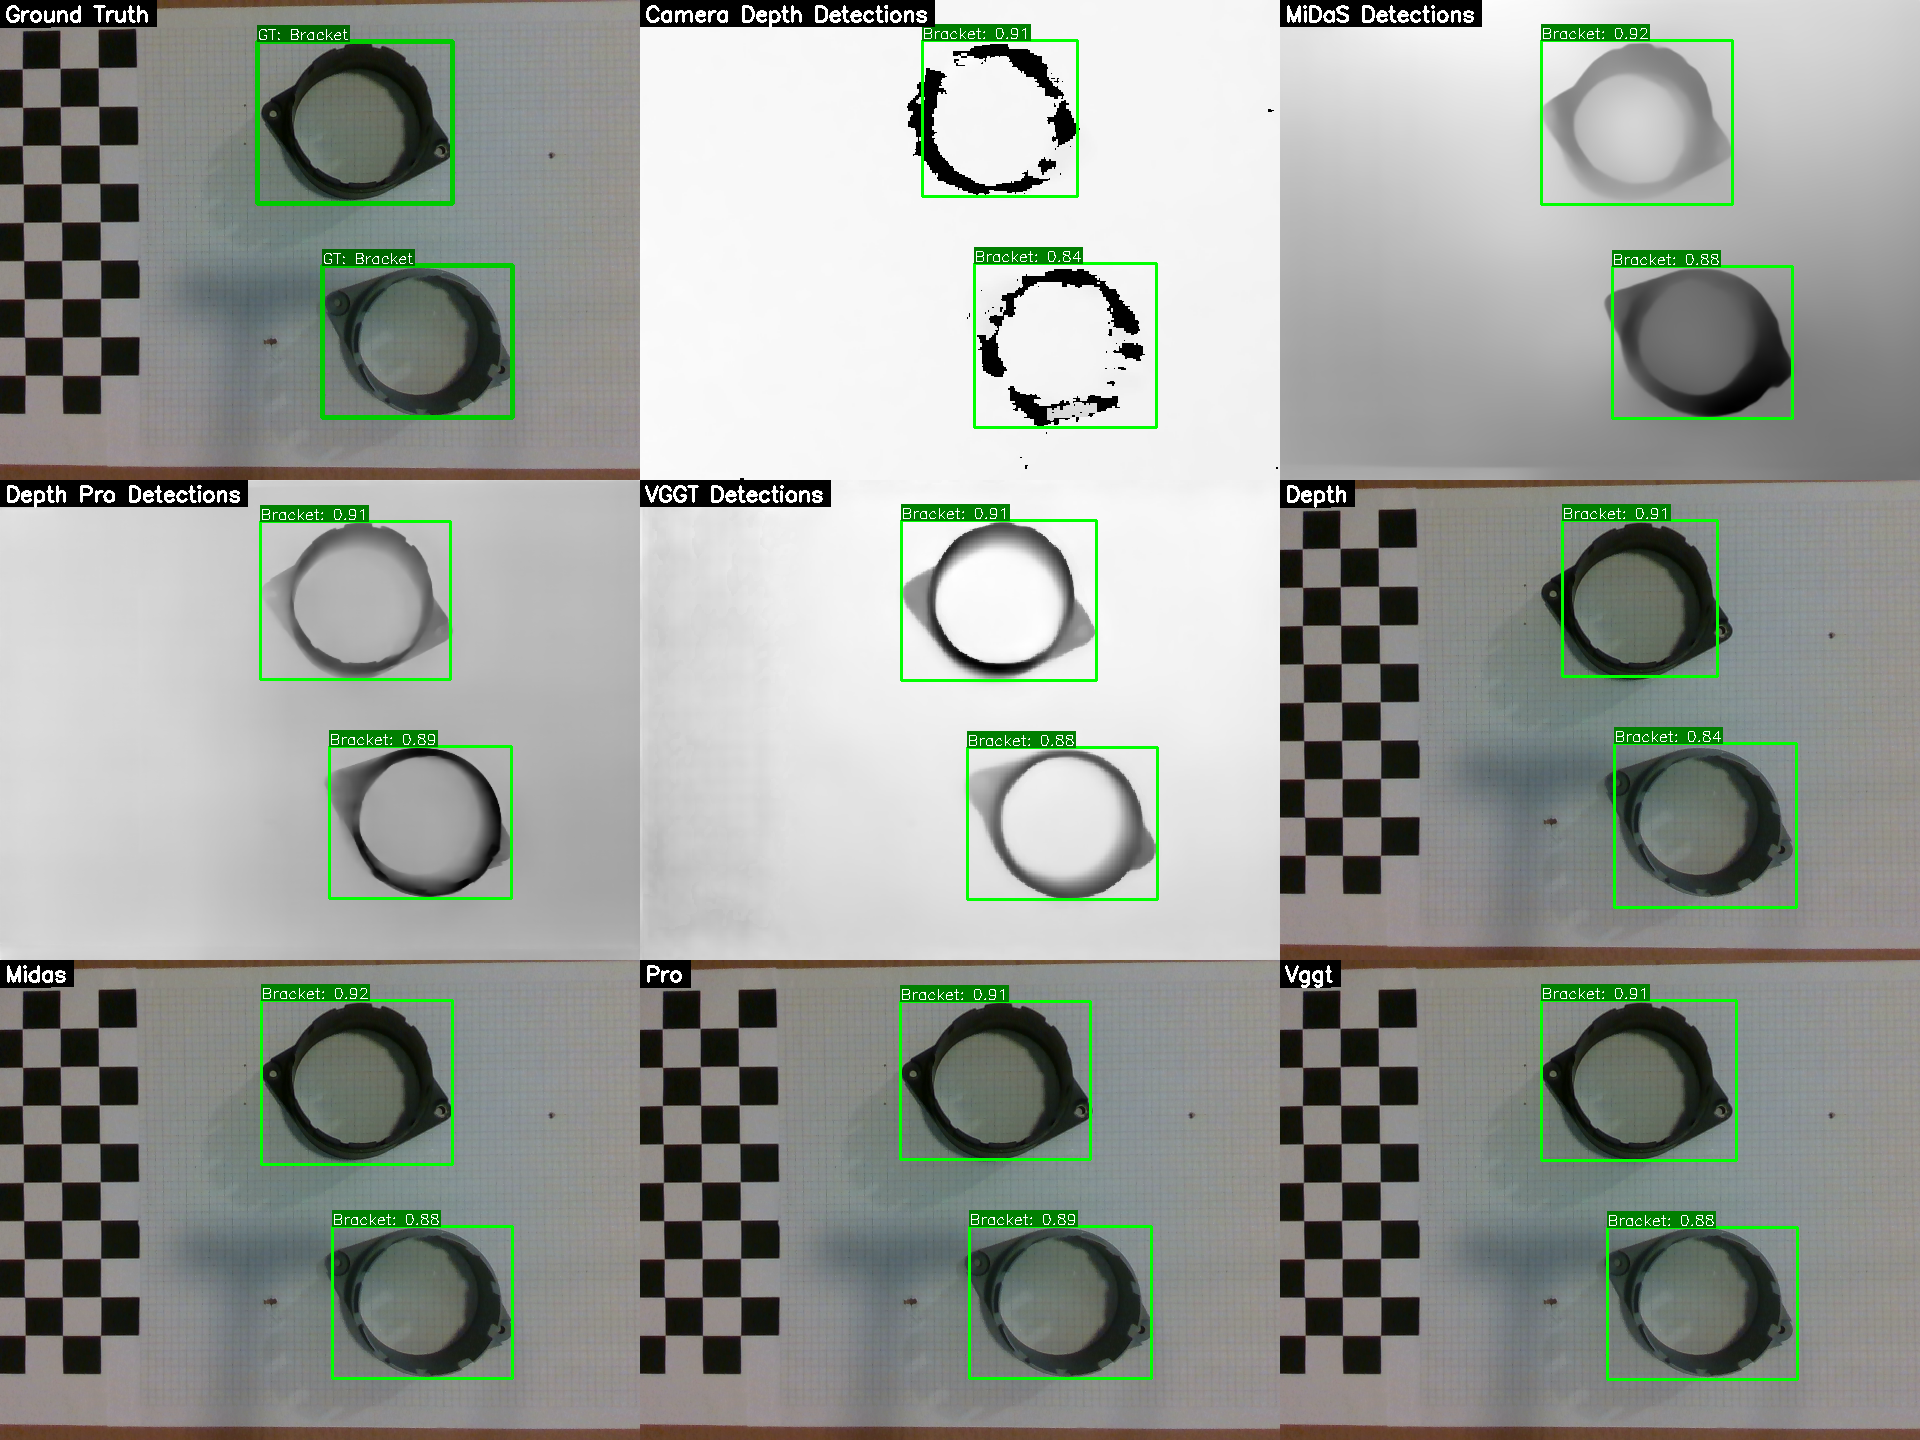 Ground Truth
GT: Bracket
GT: Bracket
Camera Depth Detections
Bracket: 0.91
Bracket: 0.84
MiDaS Detections
Bracket: 0.92
Bracket: 0.88
Depth Pro Detections
Bracket: 0.91
Bracket: 0.89
VGGT Detections
Bracket: 0.91
Bracket: 0.88
Depth
Bracket: 0.91
Bracket: 0.84
Midas
Bracket: 0.92
Bracket: 0.88
Pro
Bracket: 0.91
Bracket: 0.89
Vggt
Bracket: 0.91
Bracket: 0.88